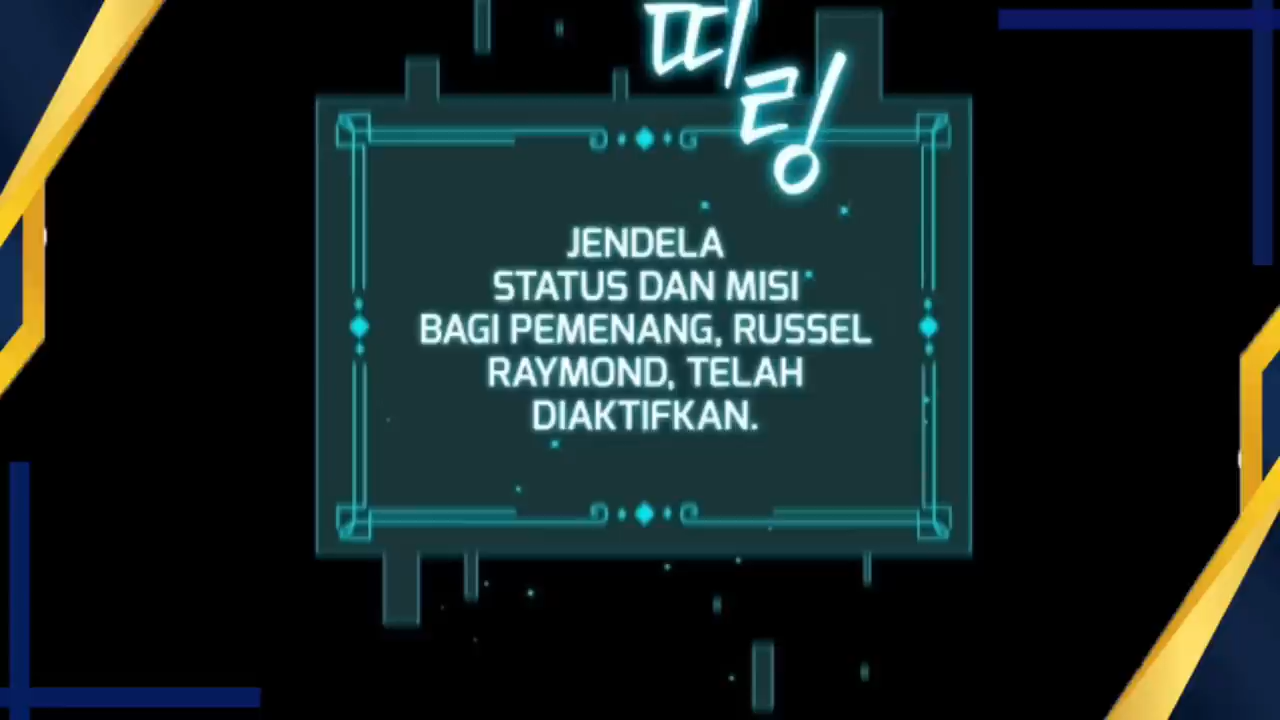 띠
링!
JENDELA
STATUS DAN MISI
BAGI PEMENANG, RUSSEL
RAYMOND, TELAH
DIAKTIFKAN.